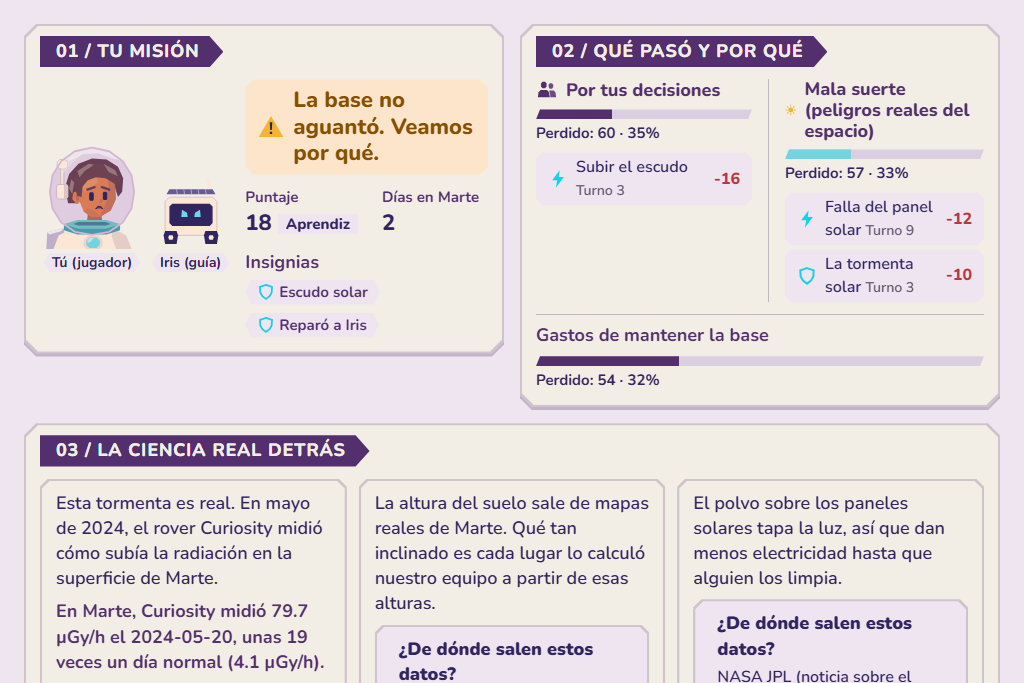 01 / TU MISIÓN
La base no
aguantó. Veamos
por qué.
Puntaje
Días en Marte
18 Aprendiz
2
Tú (jugador)
Iris (guía)
Insignias
Escudo solar
Reparó a Iris
02 / QUÉ PASÓ Y POR QUÉ
Por tus decisiones
Perdido: 60 · 35%
Subir el escudo
Turno 3
-16
Mala suerte
(peligros reales del
espacio)
Perdido: 57 · 33%
Falla del panel
solar Turno 9
-12
La tormenta
solar Turno 3
-10
Gastos de mantener la base
Perdido: 54 · 32%
03 / LA CIENCIA REAL DETRÁS
Esta tormenta es real. En mayo
de 2024, el rover Curiosity midió
cómo subía la radiación en la
superficie de Marte.
En Marte, Curiosity midió 79.7
µGy/h el 2024-05-20, unas 19
veces un día normal (4.1 µGy/h).
La altura del suelo sale de mapas
reales de Marte. Qué tan
inclinado es cada lugar lo calculó
nuestro equipo a partir de esas
alturas.
¿De dónde salen estos
datos?
El polvo sobre los paneles
solares tapa la luz, así que dan
menos electricidad hasta que
alguien los limpia.
¿De dónde salen estos
datos?
NASA JPL (noticia sobre el